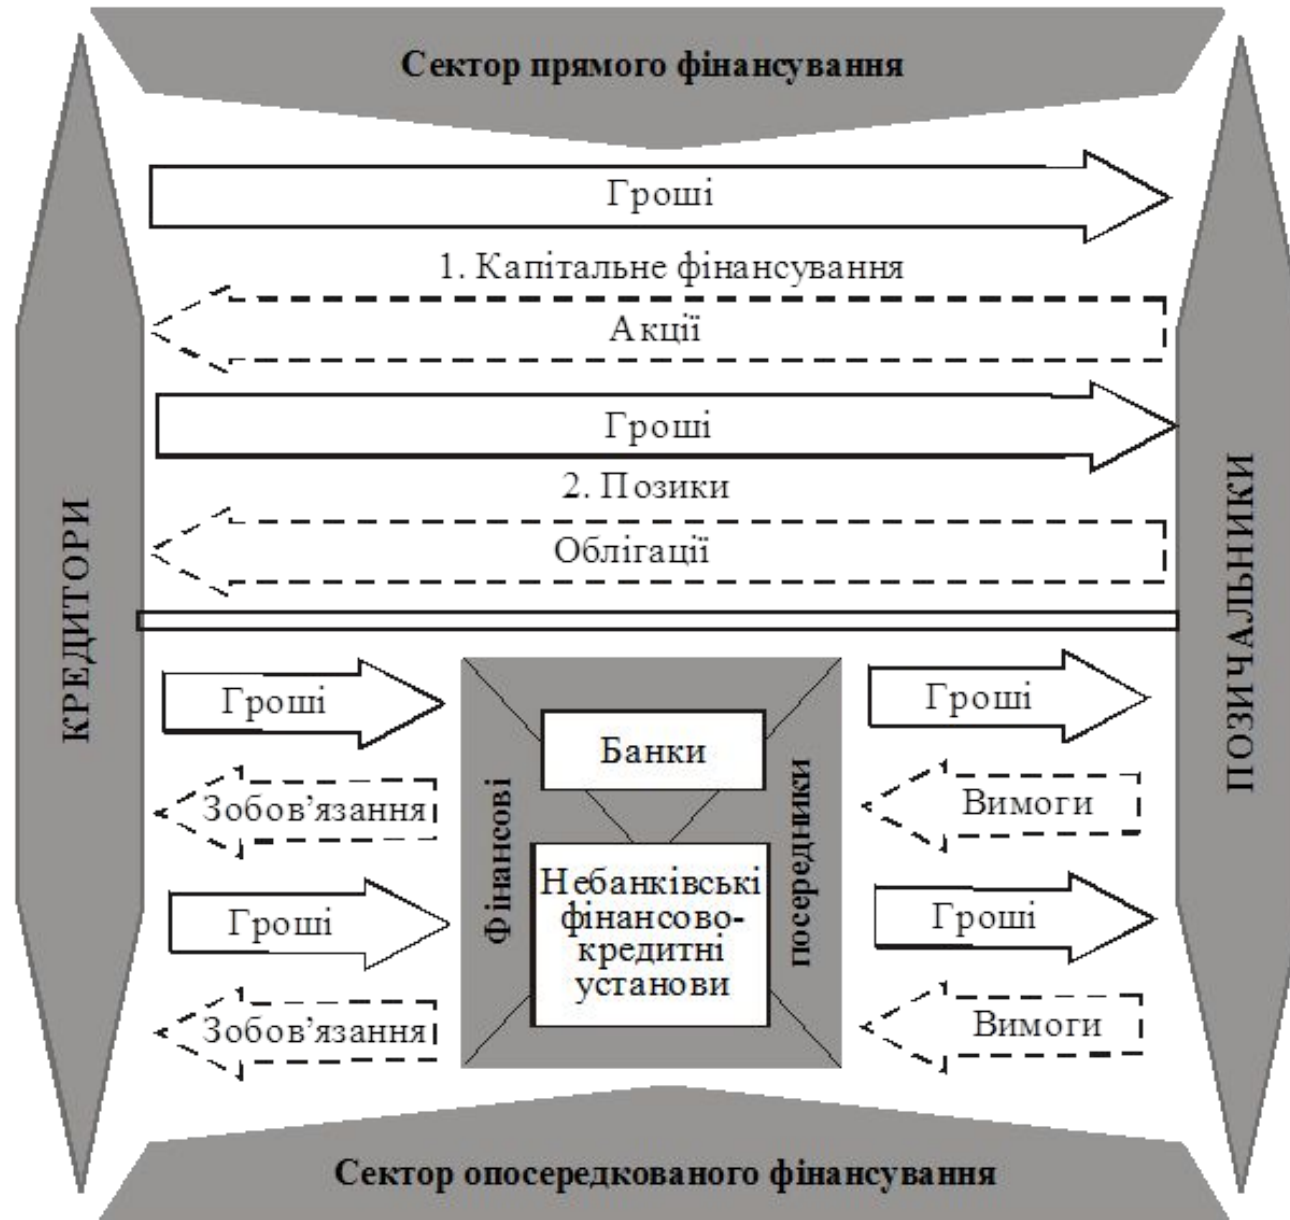 Сектор прямого фінансування
Гроші
1. Капітальне фінансування
Акції
Гроші
2. Позики
Облігації
КРЕДИТОРИ
ПОЗИЧАЛЬНИКИ
Гроші
Гроші
Банки
Зобов’язання
Вимоги
Фінансові
посередники
Небанківські
фінансово-
кредитні
установи
Гроші
Гроші
Зобов’язання
Вимоги
Сектор опосередкованого фінансування